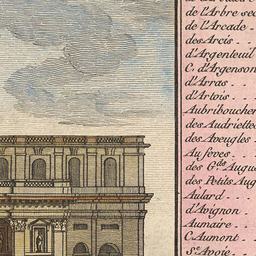 de l'Arbre sec
de l'Arcade
des Arcis
d'Argenteuil
C. d'Argenson
d'Arras
d'Artois
Aubriboucher
des Audriettes
des Aveugles
Au feves
des Gds Augu
des Petits Aug
Aulard
d'Avignon
Aumaire
C. Aumont
Se Avoie